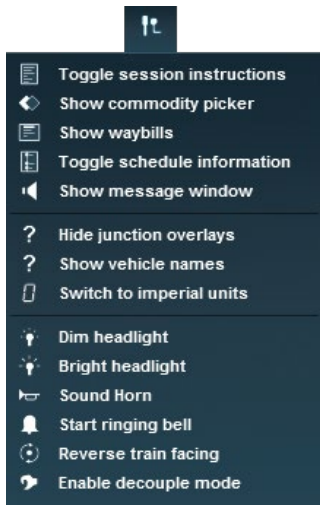 Toggle session instructions
Show commodity picker
Show waybills
Toggle schedule information
Show message window
? Hide junction overlays
? Show vehicle names
Switch to imperial units
Dim headlight
Bright headlight
Sound Horn
Start ringing bell
Reverse train facing
Enable decouple mode